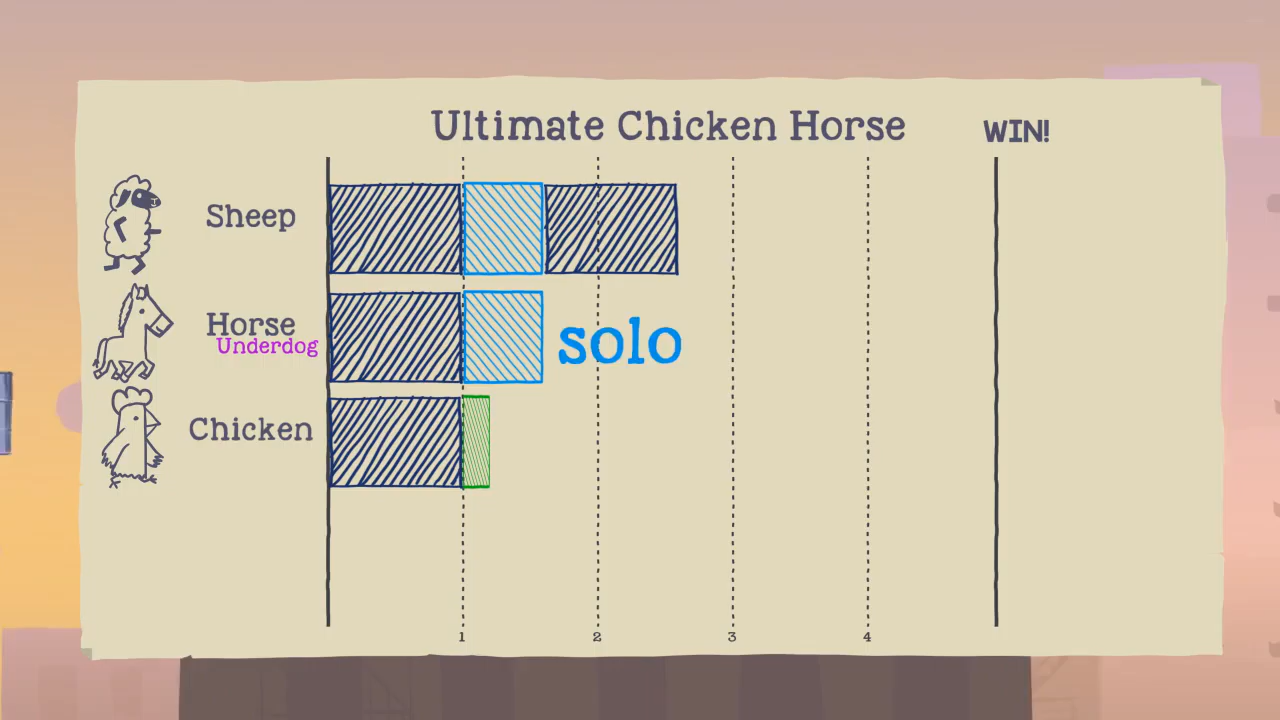 Ultimate Chicken Horse
WIN!
Sheep
Horse
Underdog
solo
Chicken
1 2 3 4